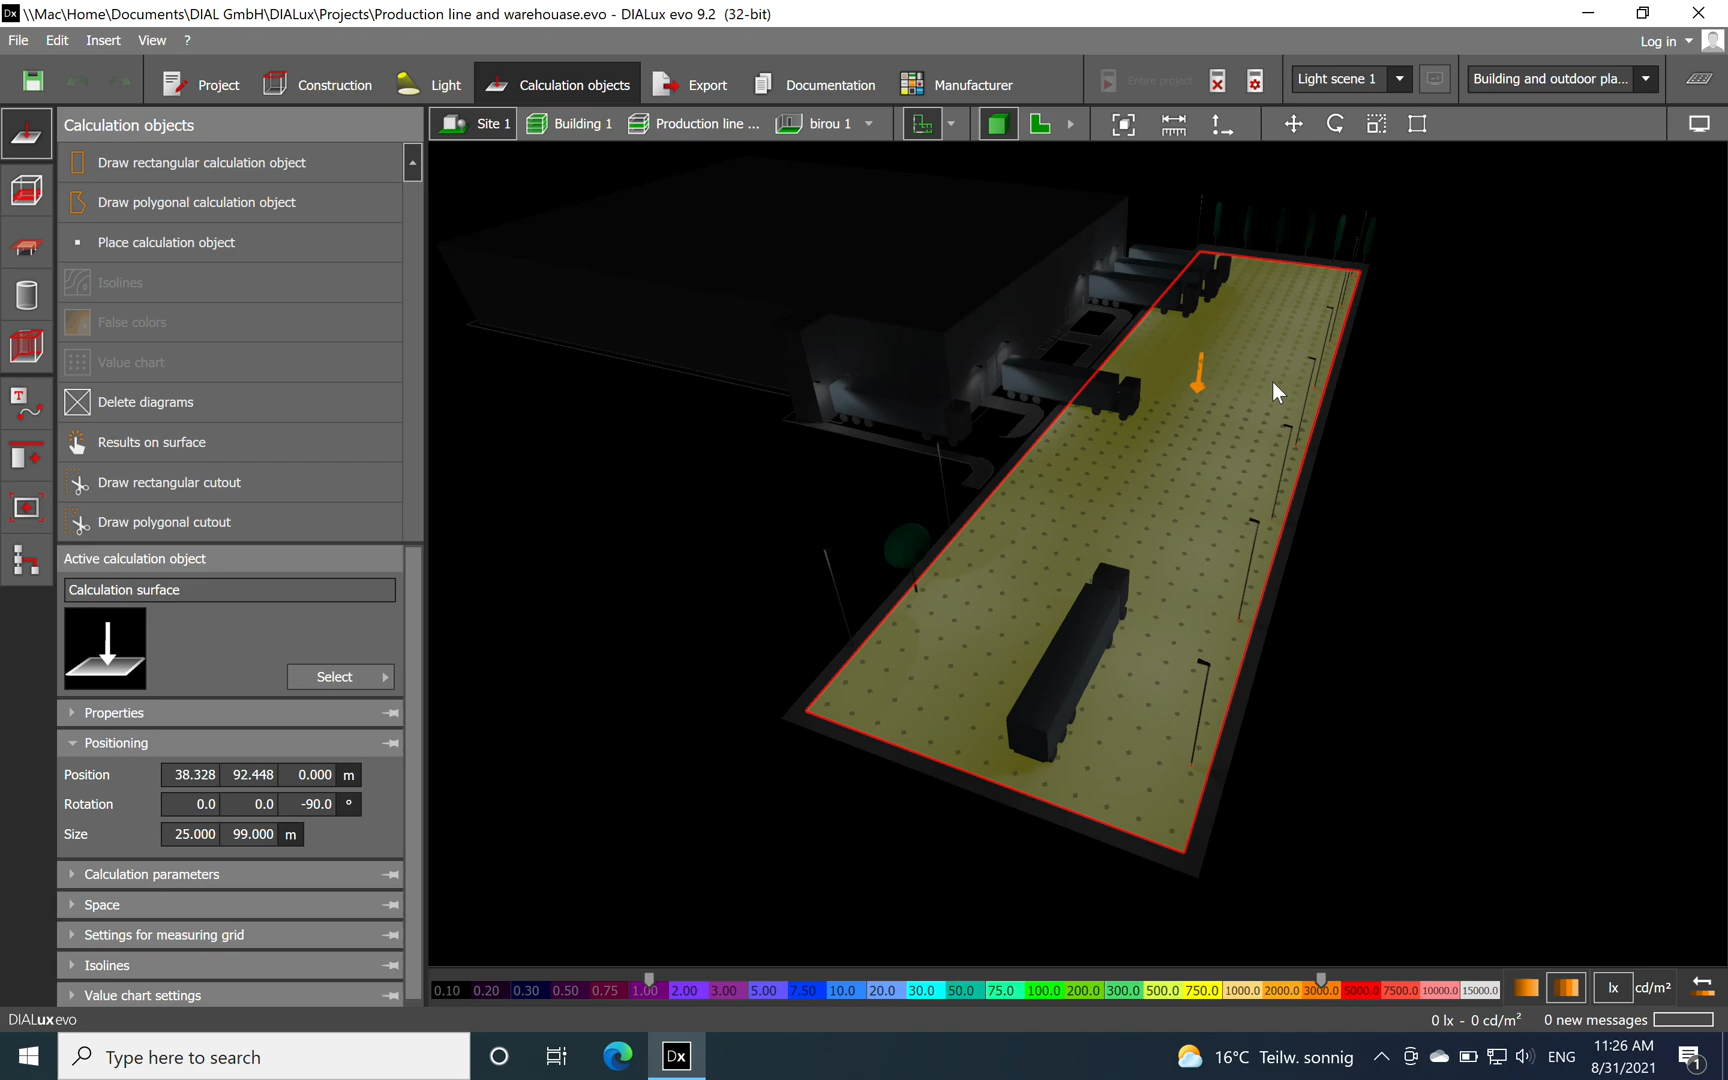 Dx \\Mac\Home\Documents\DIAL GmbH\DIALux\Projects\Production line and warehouase.evo - DIALux evo 9.2 (32-bit)
File Edit Insert View ? Log in
Project Construction Light Calculation objects Export Documentation Manufacturer Entire project Light scene 1 Building and outdoor pla...
Calculation objects
Site 1 Building 1 Production line ... birou 1
Draw rectangular calculation object
Draw polygonal calculation object
Place calculation object
Isolines
False colors
Value chart
Delete diagrams
Results on surface
Draw rectangular cutout
Draw polygonal cutout
Active calculation object
Calculation surface
Select
Properties
Positioning
Position 38.328 92.448 0.000 m
Rotation 0.0 0.0 -90.0 °
Size 25.000 99.000 m
Calculation parameters
Space
Settings for measuring grid
Isolines
Value chart settings
0.10 0.20 0.30 0.50 0.75 1.00 2.00 3.00 5.00 7.50 10.0 20.0 30.0 50.0 75.0 100.0 200.0 300.0 500.0 750.0 1000.0 2000.0 3000.0 5000.0 7500.0 10000.0 15000.0 lx cd/m²
DIALux evo 0 lx - 0 cd/m² 0 new messages
Type here to search Dx 16°C Teilw. sonnig ENG 11:26 AM
8/31/2021
1